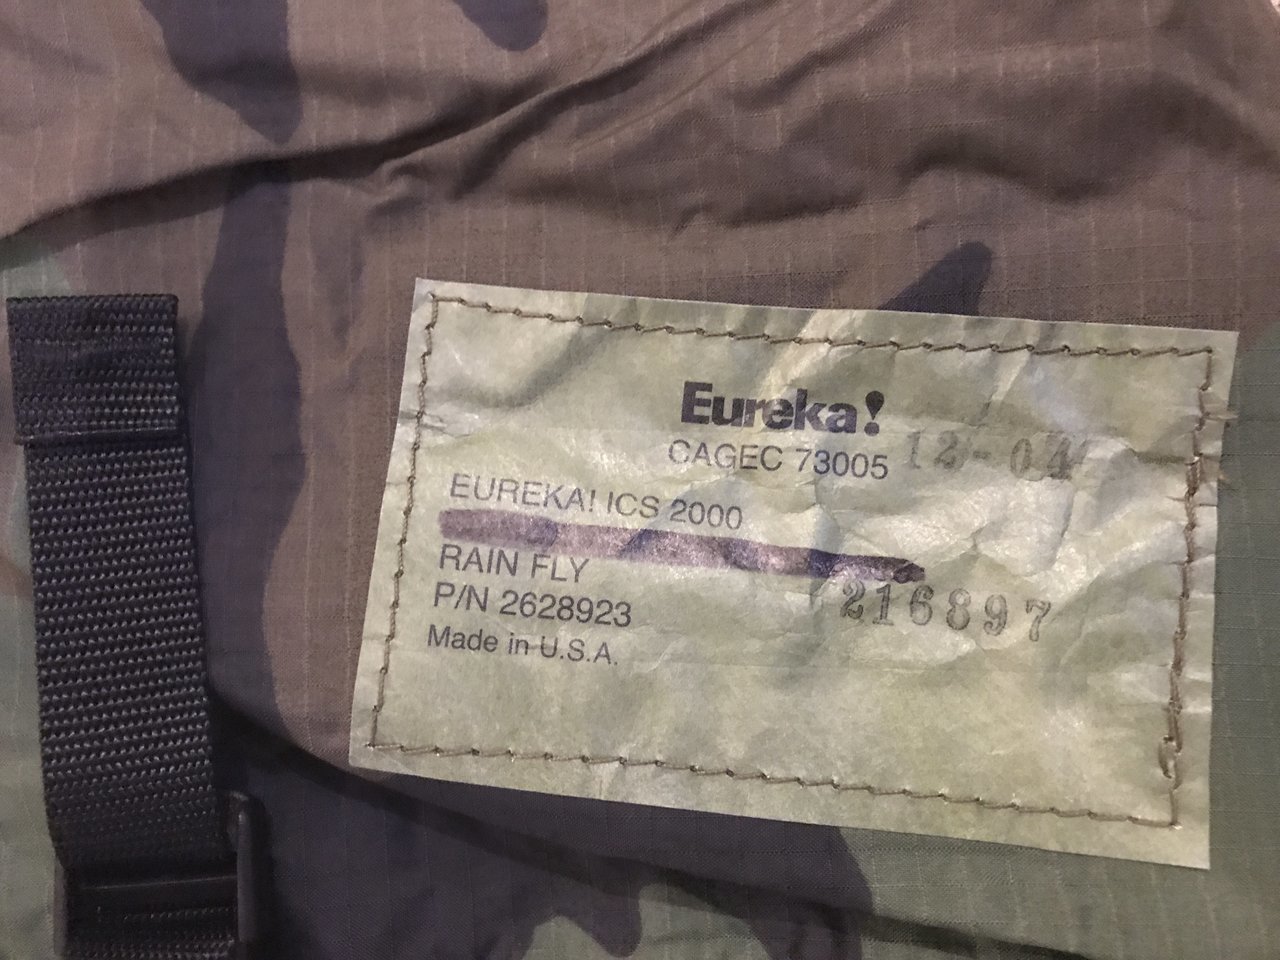 Eureka!
CAGEC 73005 12-04
EUREKA! ICS 2000
RAIN FLY
216897
P/N 2628923
Made in U.S.A.